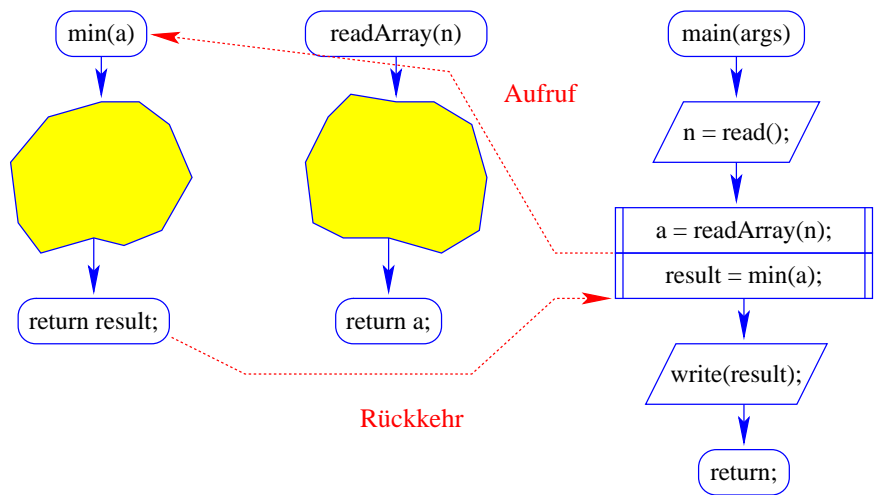 min(a)
readArray(n)
main(args)
Aufruf
n = read();
a = readArray(n);
result = min(a);
return result;
return a;
write(result);
Rückkehr
return;